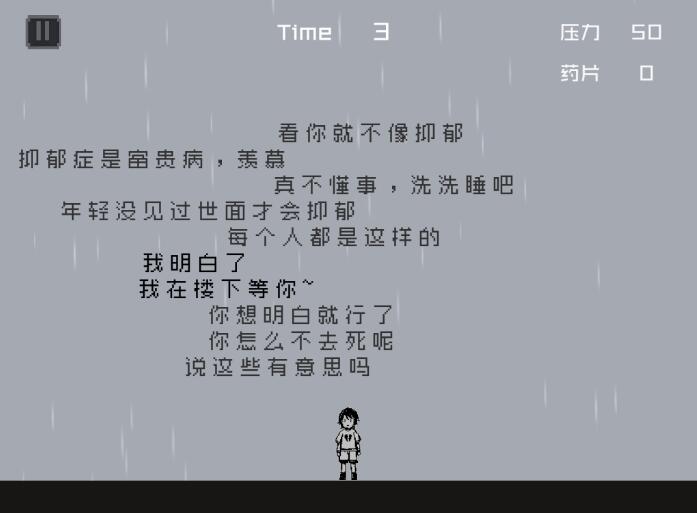 Time 3
压力 50
药片 0
看你就不像抑郁
抑郁症是富贵病，羡慕
真不懂事，洗洗睡吧
年轻没见过世面才会抑郁
每个人都是这样的
我明白了
我在楼下等你~
你想明白就行了
你怎么不去死呢
说这些有意思吗